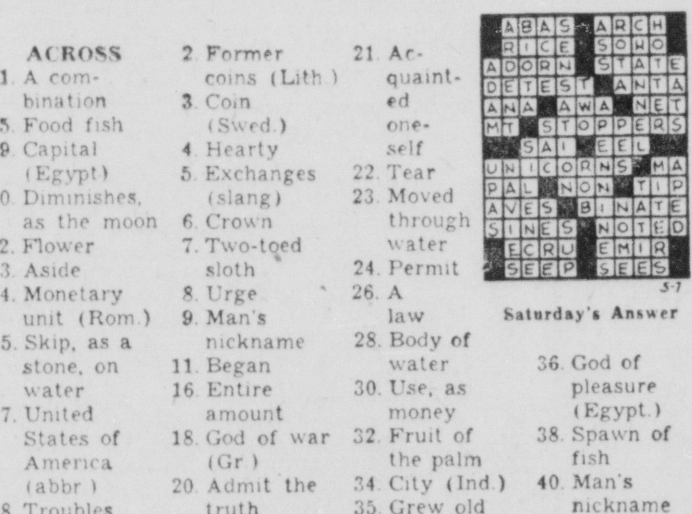 ACROSS
1. A com-
bination
5. Food fish
9. Capital
(Egypt)
0. Diminishes,
as the moon
2. Flower
3. Aside
4. Monetary
unit (Rom.)
5. Skip, as a
stone, on
water
7. United
States of
America
(abbr )
8. Troubles
2. Former
coins (Lith.)
3. Coin
(Swed.)
4. Hearty
5. Exchanges
(slang)
6. Crown
7. Two-toed
sloth
8. Urge
9. Man's
nickname
11. Began
16. Entire
amount
18. God of war
(Gr.)
20. Admit the
truth
21. Ac-
quaint-
ed
one-
self
22. Tear
23. Moved
through
water
24. Permit
26. A
law
28. Body of
water
30. Use, as
money
32. Fruit of
the palm
34. City (Ind.)
35. Grew old
ABAS ARCH
RICE SOHO
ADORN STATE
DETEST ANTA
ANA AWA NET
MT STOPPERS
SAI EEL
UNICORNS MA
PAL NON TIP
AVES BINATE
SINES NOTED
ECRU EMIR
SEEP SEES
5-7
Saturday's Answer
36. God of
pleasure
(Egypt.)
38. Spawn of
fish
40. Man's
nickname